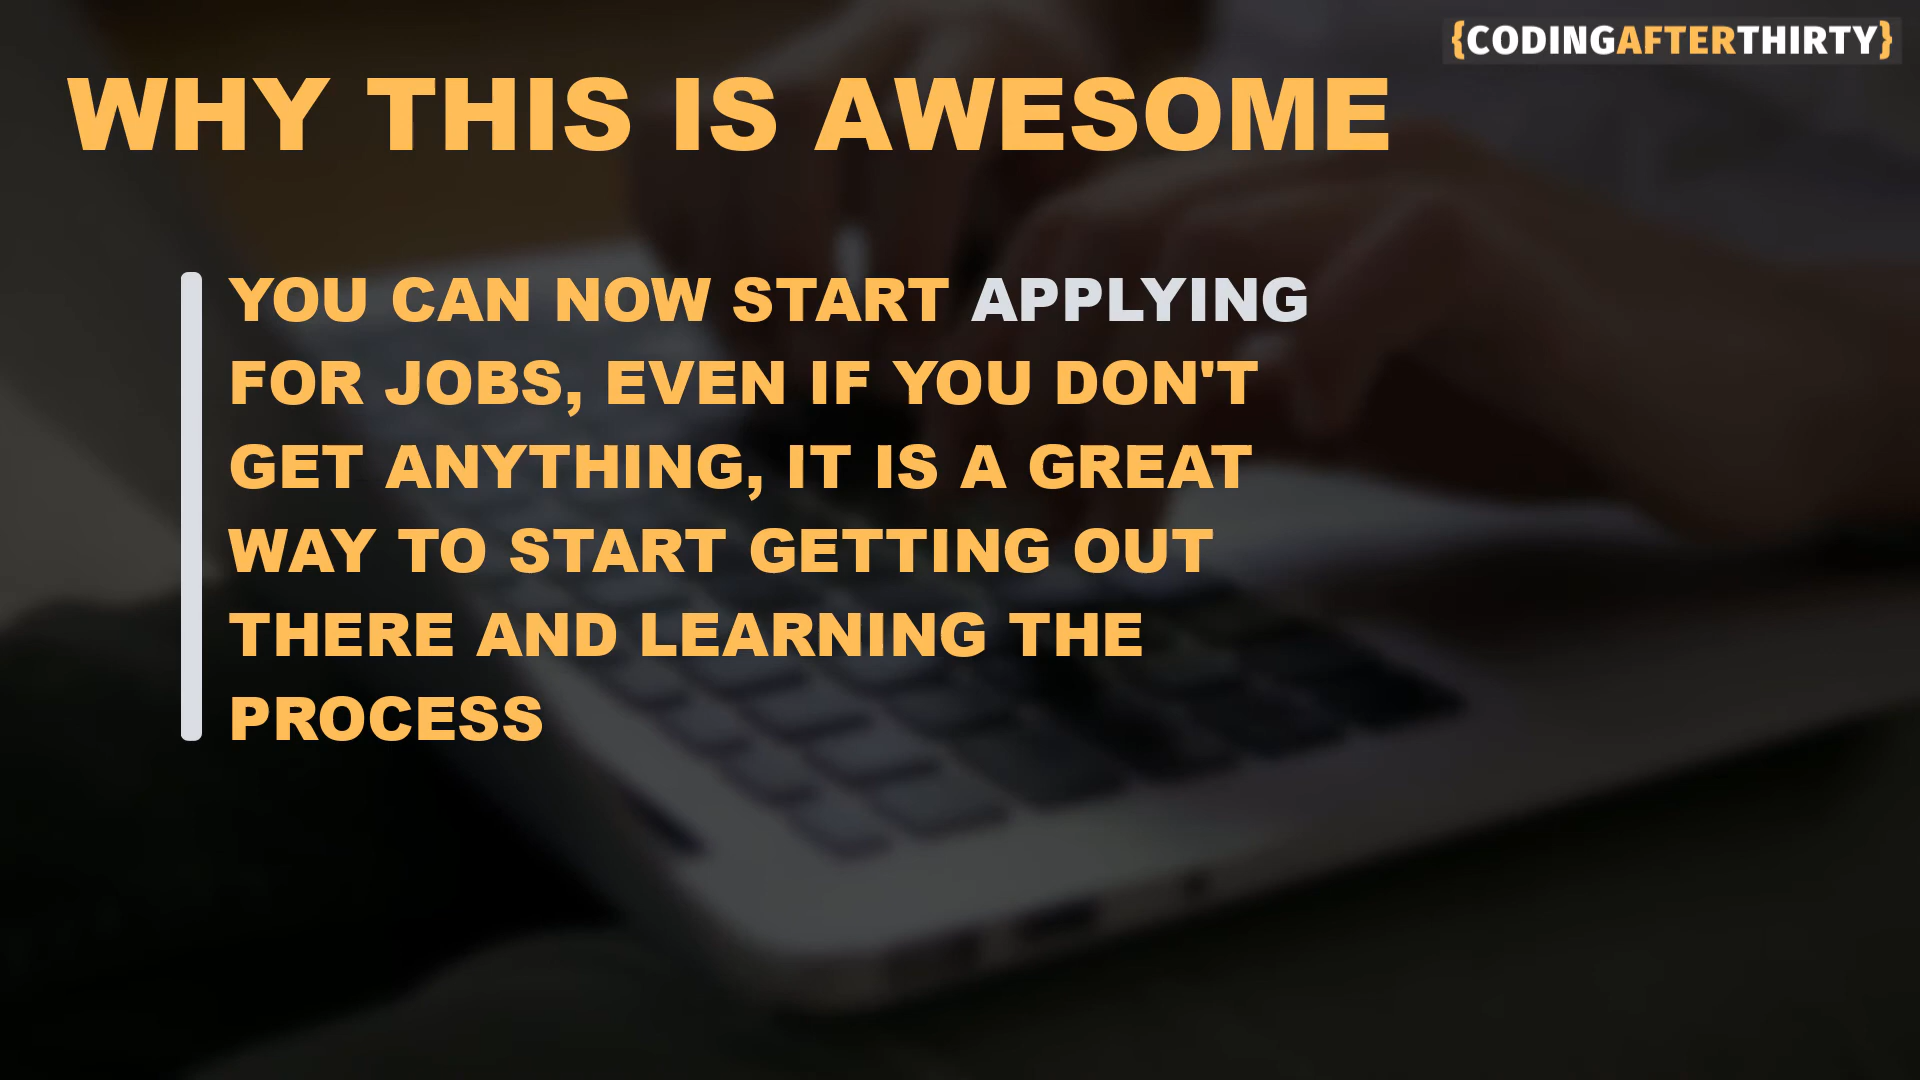 {CODINGAFTERTHIRTY}
WHY THIS IS AWESOME
YOU CAN NOW START APPLYING
FOR JOBS, EVEN IF YOU DON'T
GET ANYTHING, IT IS A GREAT
WAY TO START GETTING OUT
THERE AND LEARNING THE
PROCESS